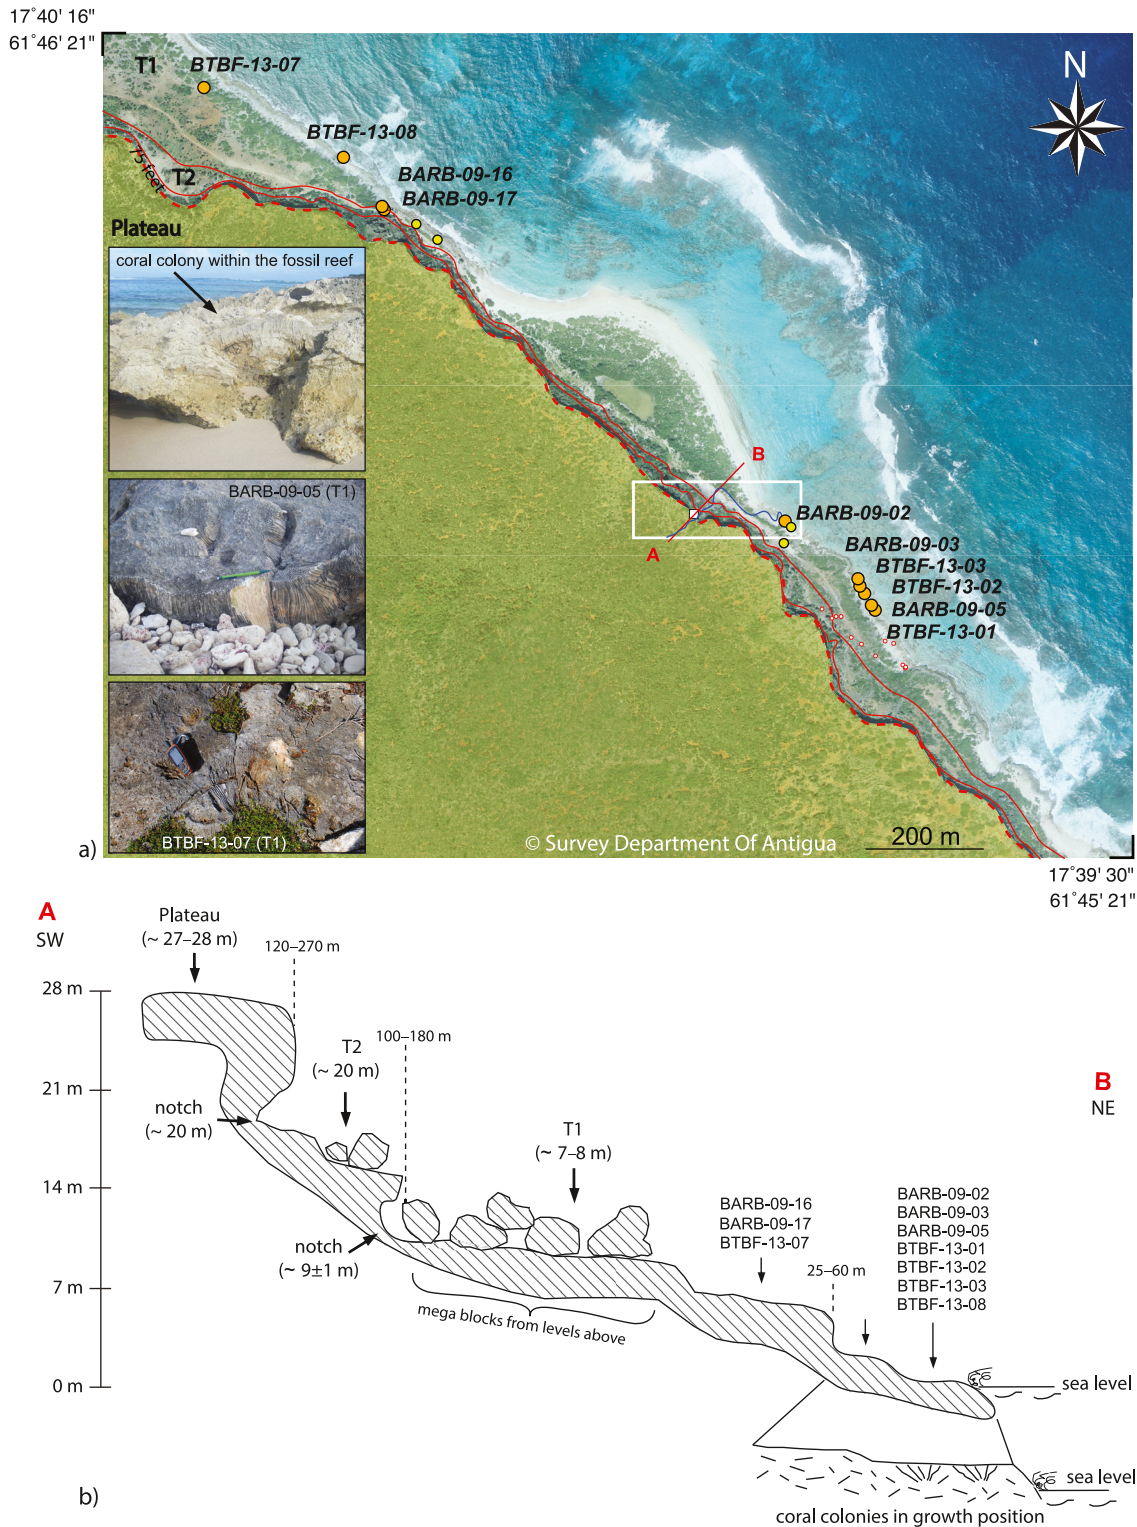 17°40' 16"
61°46' 21"
N
T1
BTBF-13-07
BTBF-13-08
BARB-09-16
BARB-09-17
75 feet
T2
Plateau
coral colony within the fossil reef
BARB-09-05 (T1)
BTBF-13-07 (T1)
B
A
BARB-09-02
BARB-09-03
BTBF-13-03
BTBF-13-02
BARB-09-05
BTBF-13-01
© Survey Department Of Antigua
200 m
a)
17°39' 30"
61°45' 21"
A
SW
Plateau
(~ 27–28 m)
120–270 m
28 m
21 m
14 m
7 m
0 m
T2
(~ 20 m)
100–180 m
notch
(~ 20 m)
T1
(~ 7–8 m)
B
NE
notch
(~ 9±1 m)
mega blocks from levels above
BARB-09-16
BARB-09-17
BTBF-13-07
25–60 m
BARB-09-02
BARB-09-03
BARB-09-05
BTBF-13-01
BTBF-13-02
BTBF-13-03
BTBF-13-08
sea level
sea level
coral colonies in growth position
b)